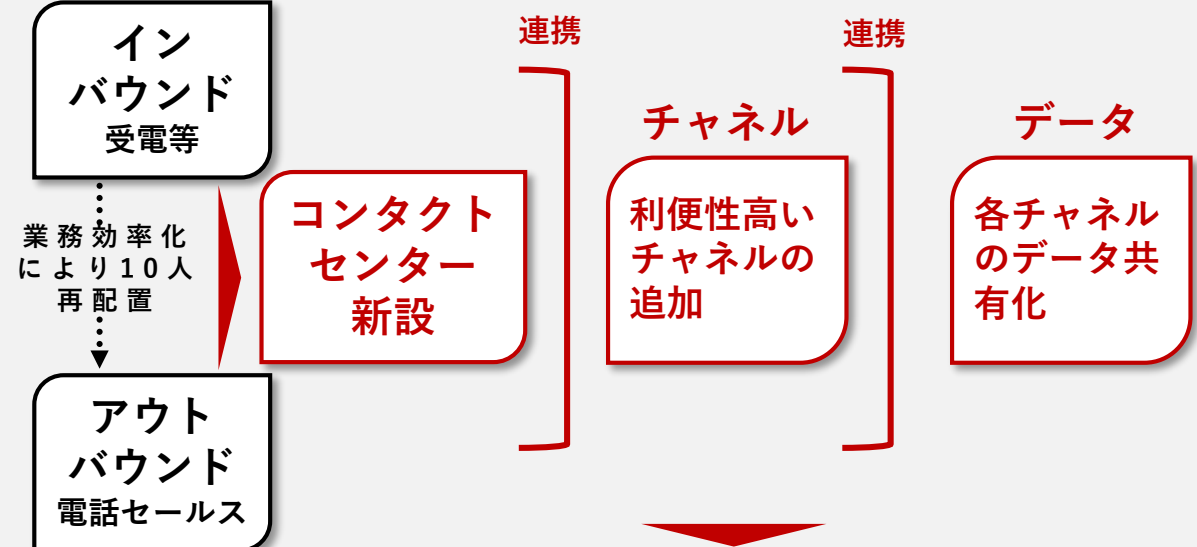 イン
バウンド
受電等
業務効率化
により10人
再配置
アウト
バウンド
電話セールス
コンタクト
センター
新設
連携
チャネル
利便性高い
チャネルの
追加
連携
データ
各チャネル
のデータ共
有化